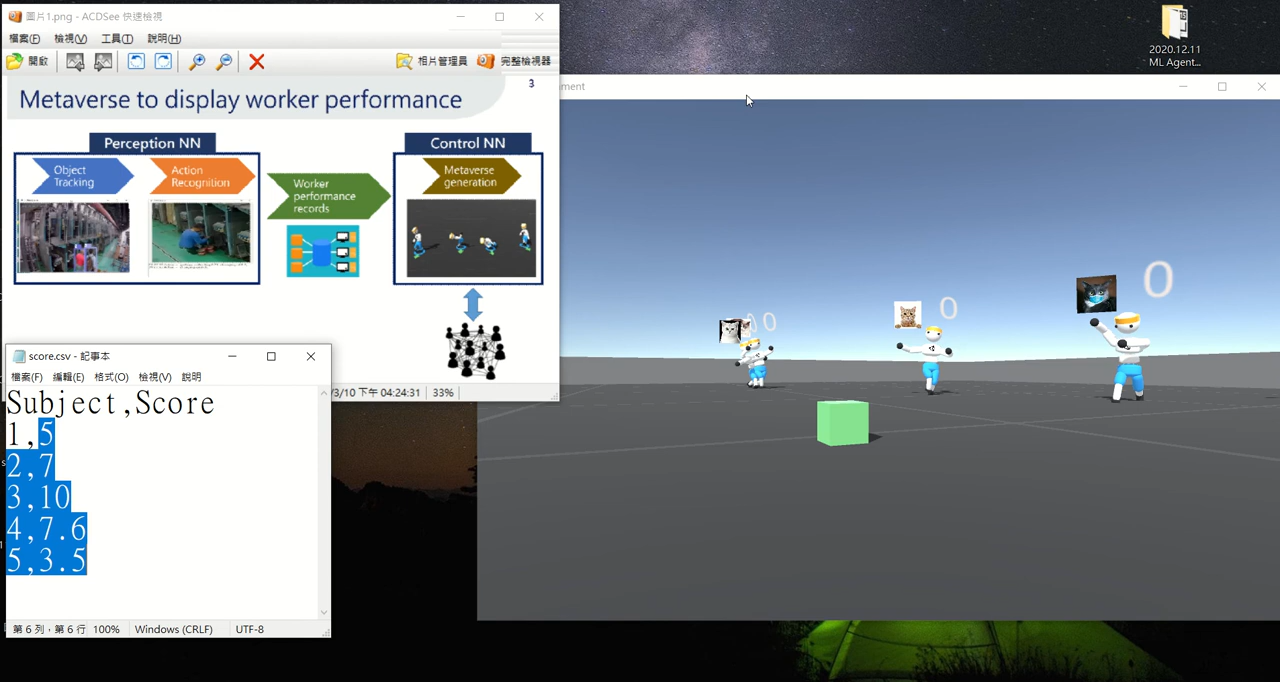 圖片1.png - ACDSee 快速檢視
檔案(F) 檢視(V) 工具(T) 說明(H)
開啟 相片管理員 完整檢視器
3
Metaverse to display worker performance
Perception NN
Control NN
Object
Tracking
Action
Recognition
Worker
performance
records
Metaverse
generation
/3/10 下午 04:24:31 33%
score.csv - 記事本
檔案(F) 編輯(E) 格式(O) 檢視(V) 說明
Subject,Score
1,5
2,7
3,10
4,7.6
5,3.5
第 6 列，第 6 行 100% Windows (CRLF) UTF-8
ment
0 0
0
0
2020.12.11
ML Agent...